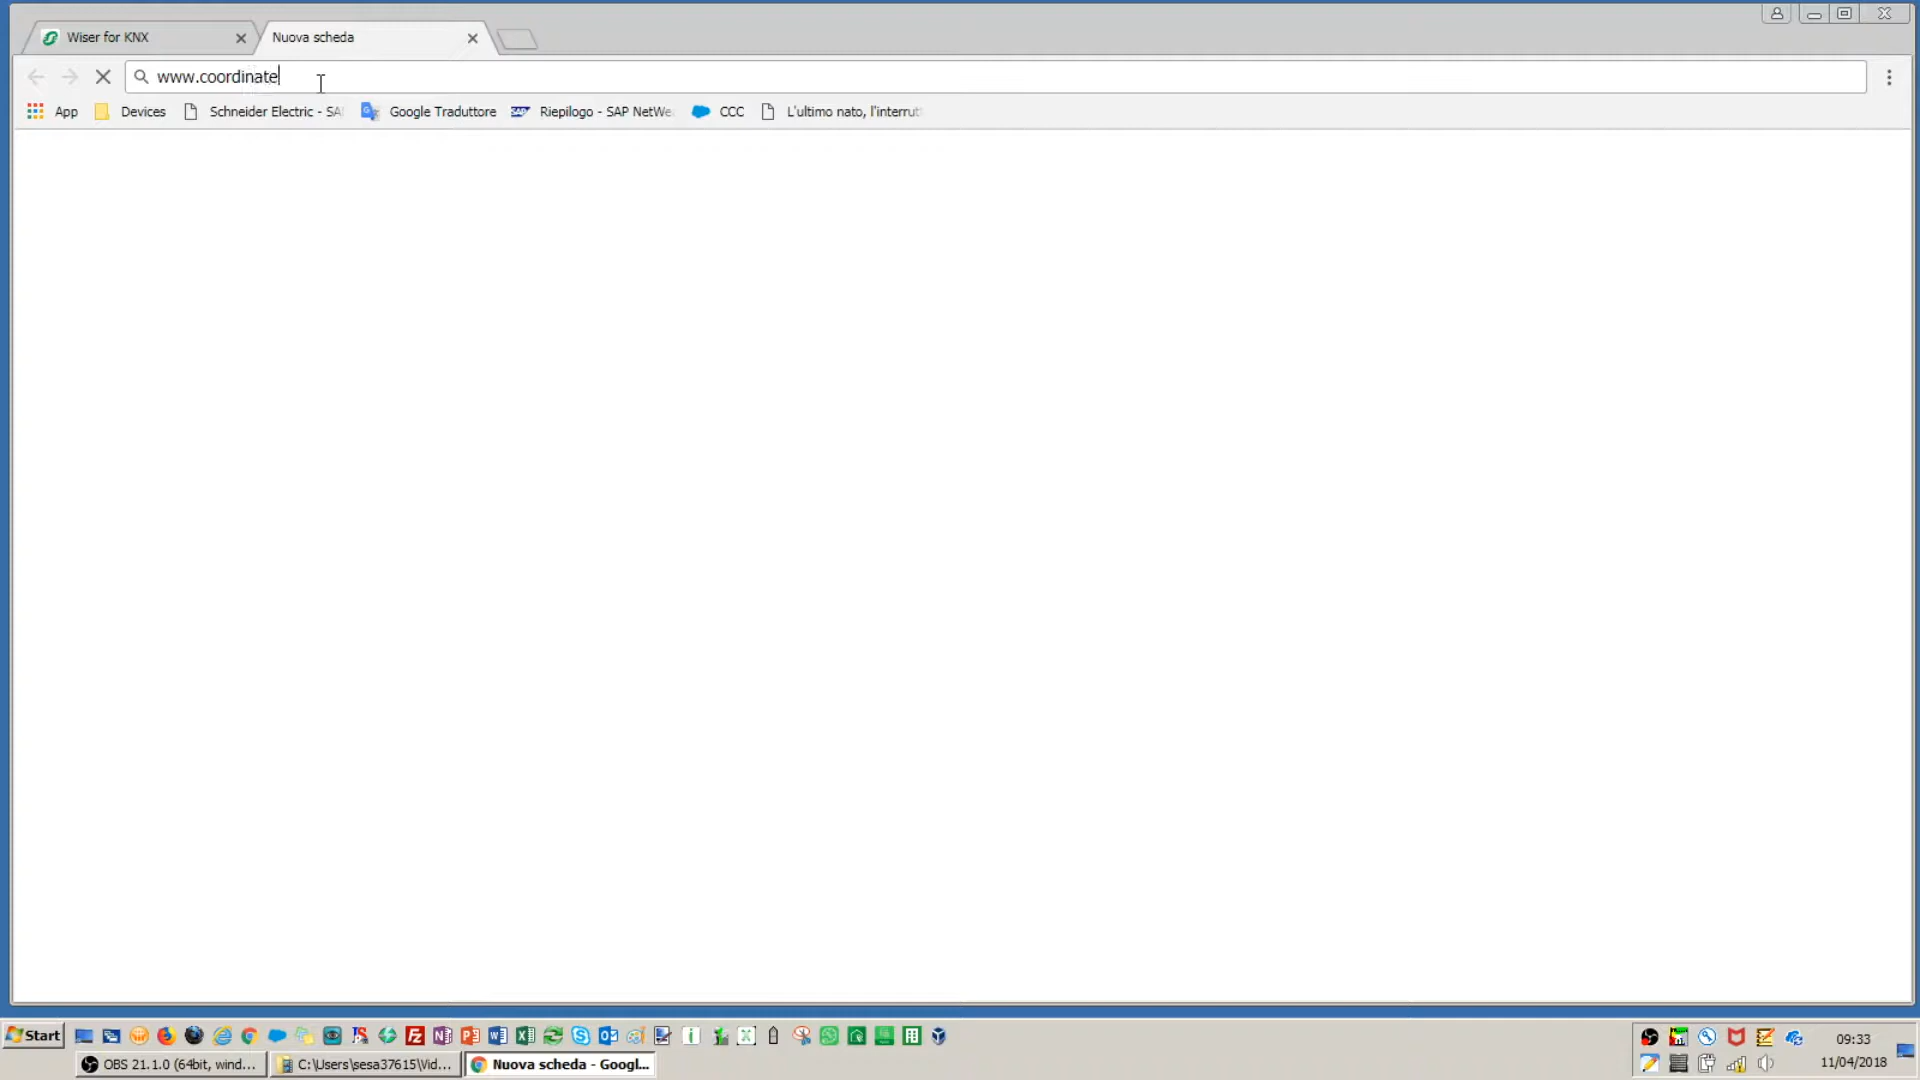 Wiser for KNX
Nuova scheda
www.coordinate
App
Devices
Schneider Electric - SA
Google Traduttore
Riepilogo - SAP NetWe
CCC
L'ultimo nato, l'interrut
Start
09:33
OBS 21.1.0 (64bit, wind...
C:\Users\sesa37615\Vid...
Nuova scheda - Googl...
11/04/2018